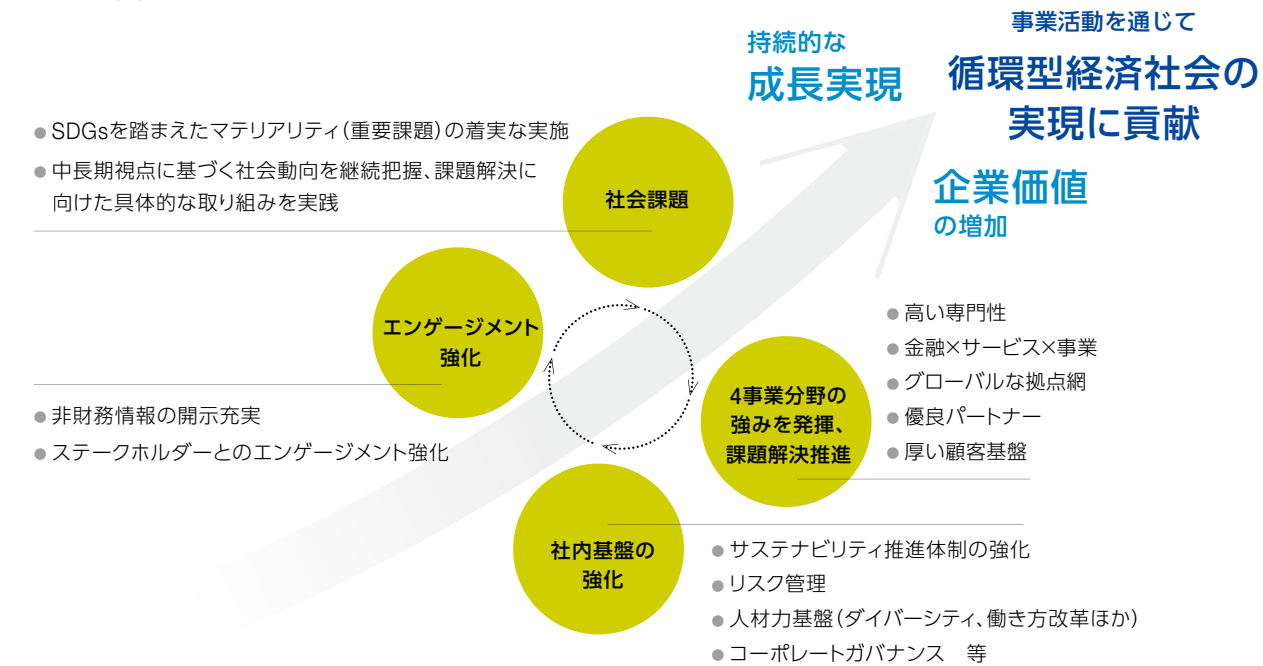 事業活動を通じて
循環型経済社会の
実現に貢献
持続的な
成長実現
企業価値
の増加
●SDGsを踏まえたマテリアリティ(重要課題)の着実な実施
●中長期視点に基づく社会動向を継続把握、課題解決に
向けた具体的な取り組みを実践
社会課題
エンゲージメント
強化
●非財務情報の開示充実
●ステークホルダーとのエンゲージメント強化
4事業分野の
強みを発揮、
課題解決推進
●高い専門性
●金融×サービス×事業
●グローバルな拠点網
●優良パートナー
●厚い顧客基盤
社内基盤の
強化
●サステナビリティ推進体制の強化
●リスク管理
●人材力基盤(ダイバーシティ、働き方改革ほか)
●コーポレートガバナンス 等